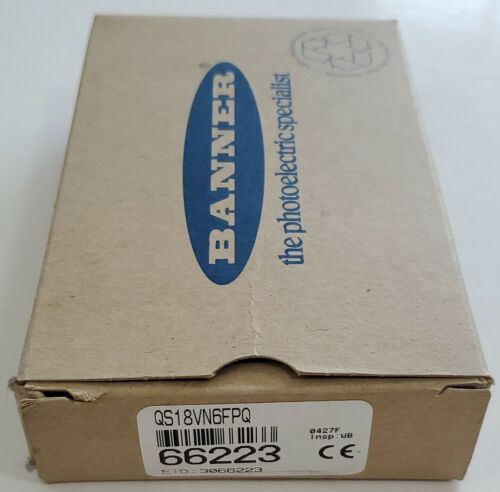 BANNER
®
the photoelectric specialist
QS18VN6FPQ
66223
0427F
Insp:WB
CE
EID:3066223